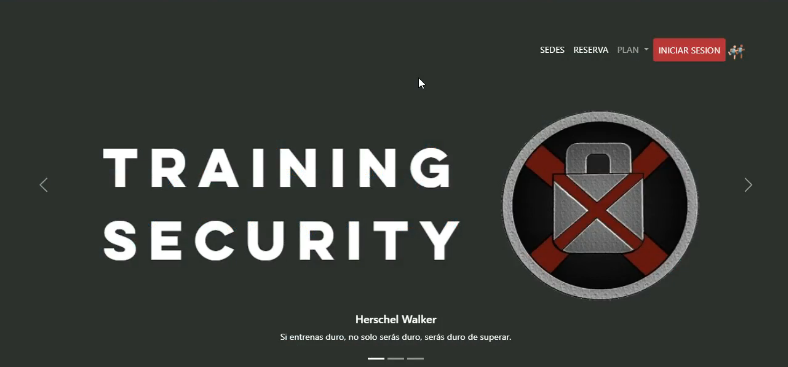 SEDES RESERVA PLAN INICIAR SESION
TRAINING
SECURITY
Herschel Walker
Si entrenas duro, no solo serás duro, serás duro de superar.